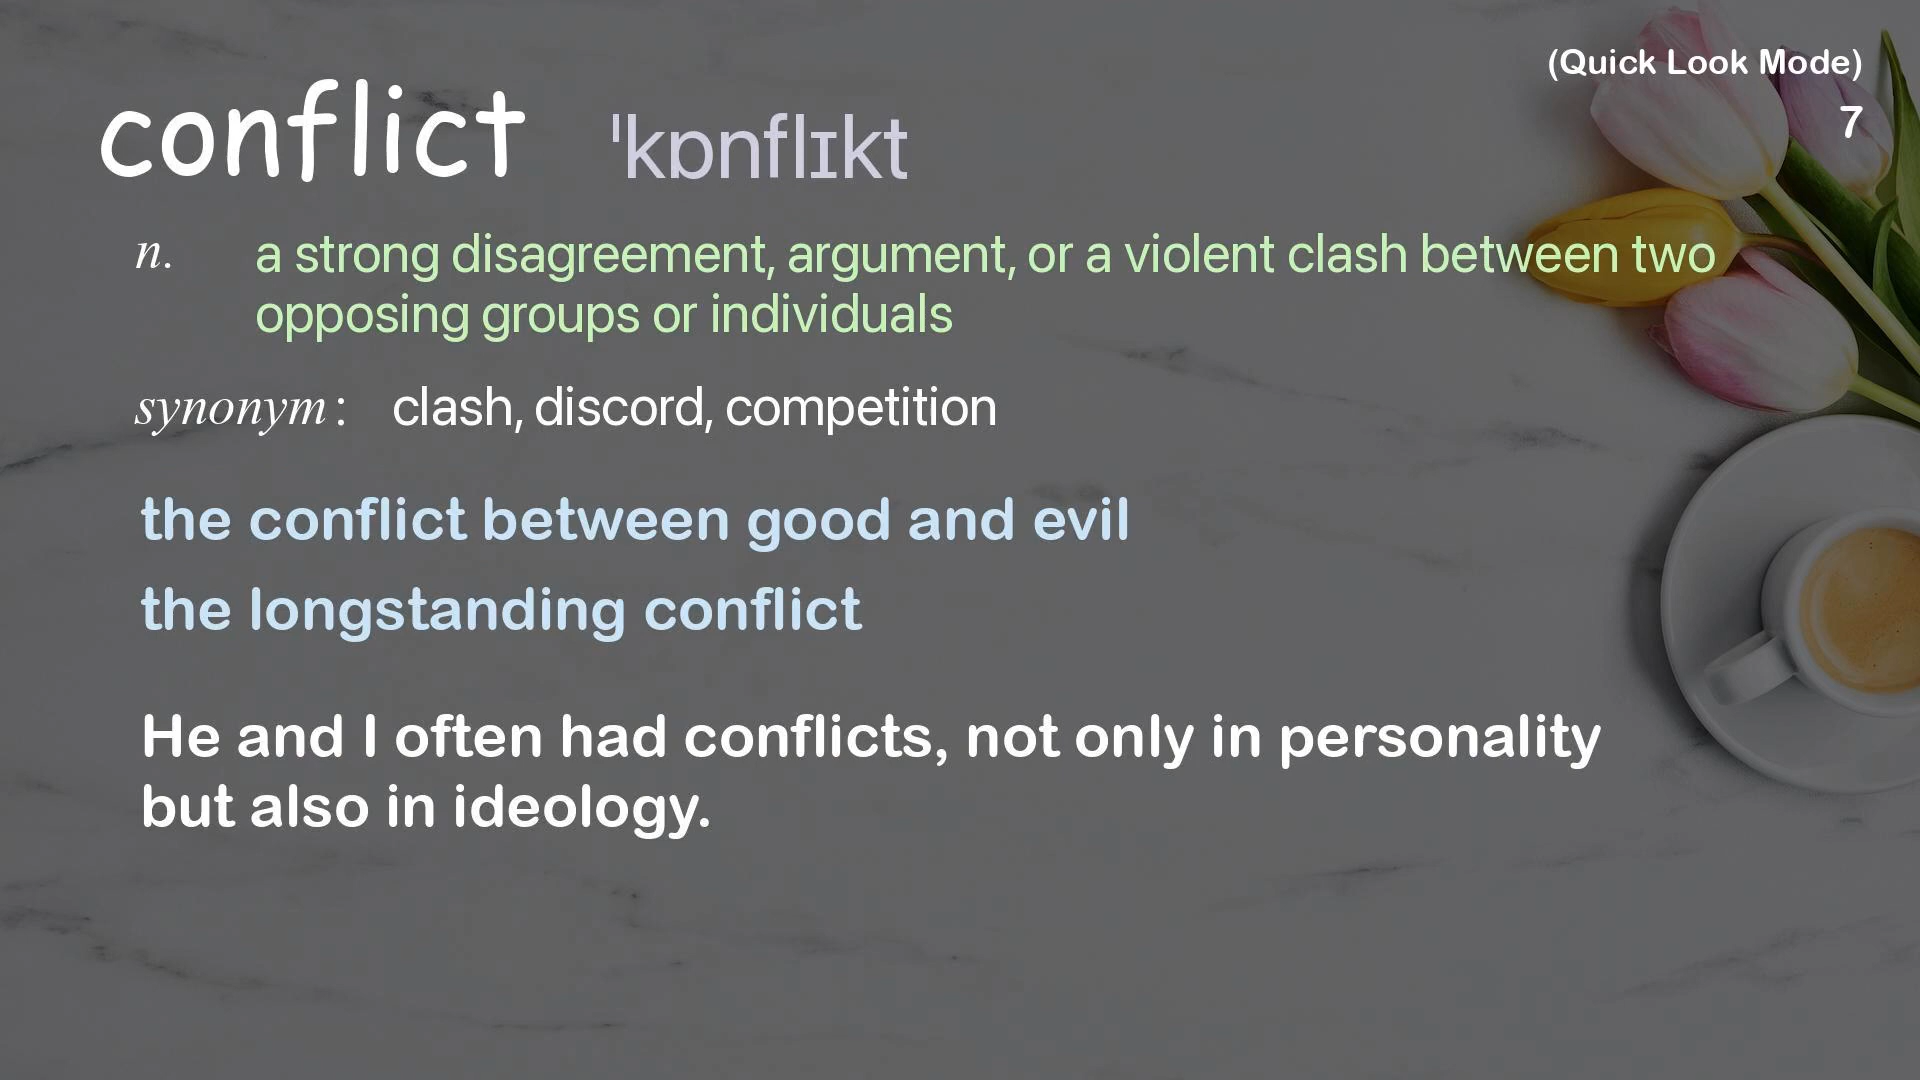 (Quick Look Mode)
7
conflict ˈkɒnflɪkt
n. a strong disagreement, argument, or a violent clash between two
opposing groups or individuals
synonym: clash, discord, competition
the conflict between good and evil
the longstanding conflict
He and I often had conflicts, not only in personality
but also in ideology.